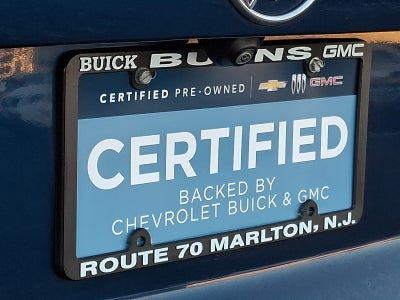 BUICK BURNS GMC
CERTIFIED PRE-OWNED GMC
CERTIFIED
BACKED BY
CHEVROLET BUICK & GMC
ROUTE 70 MARLTON, N.J.